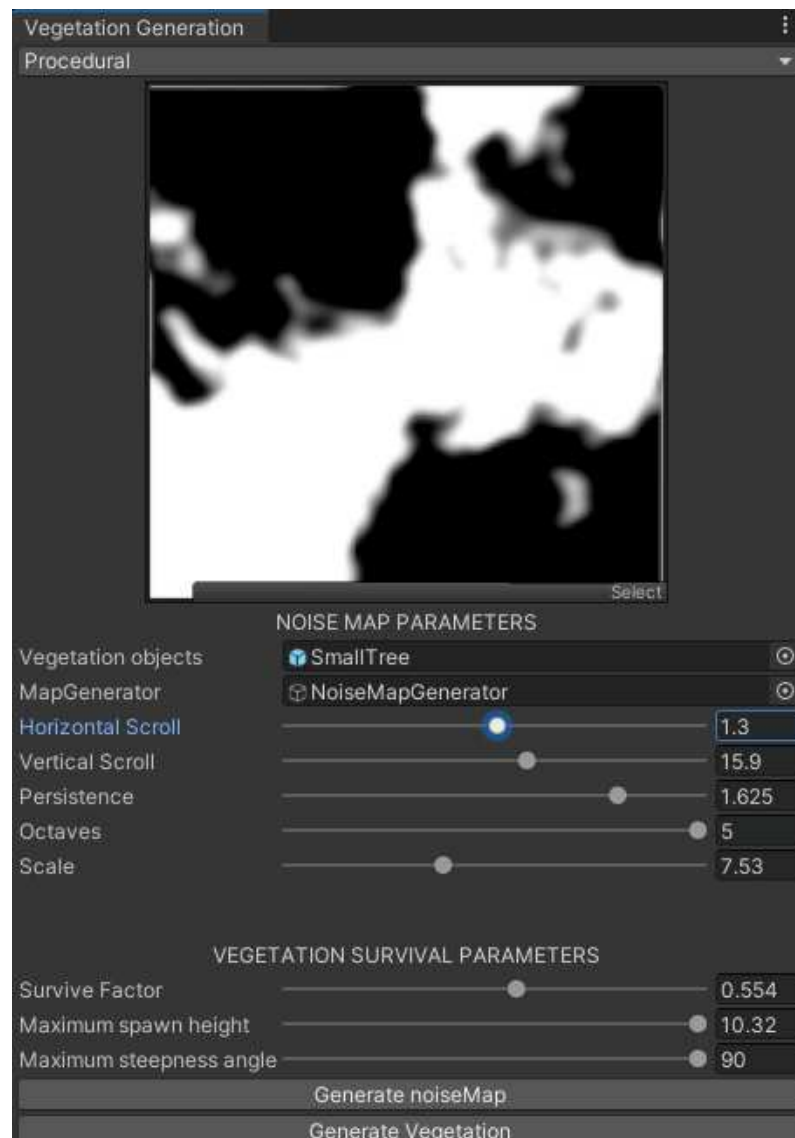 Vegetation Generation
Procedural
Select
NOISE MAP PARAMETERS
Vegetation objects SmallTree
MapGenerator NoiseMapGenerator
Horizontal Scroll 1.3
Vertical Scroll 15.9
Persistence 1.625
Octaves 5
Scale 7.53
VEGETATION SURVIVAL PARAMETERS
Survive Factor 0.554
Maximum spawn height 10.32
Maximum steepness angle 90
Generate noiseMap
Generate Vegetation